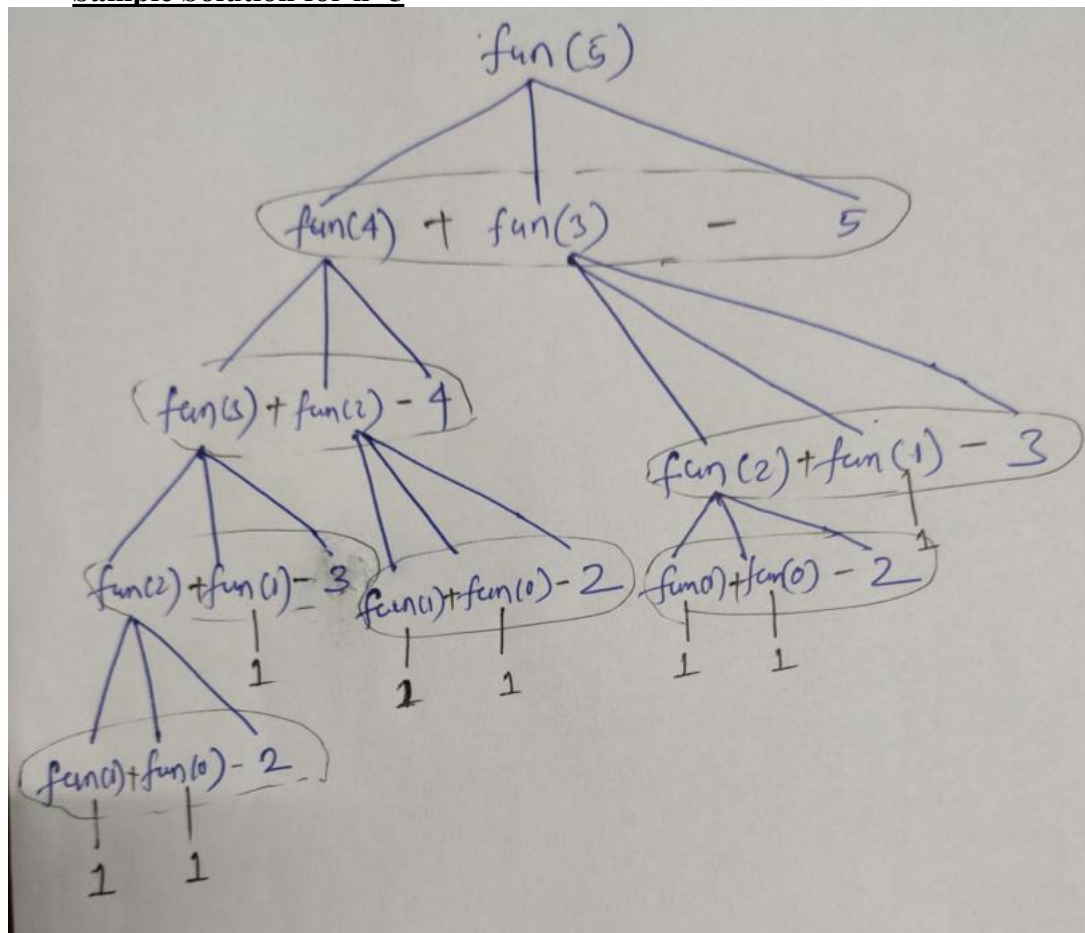 fun(5)
fun(4) + fun(3) - 5
fun(3) + fun(2) - 4
fun(2) + fun(1) - 3
fun(2) + fun(1) - 3
fun(1) + fun(0) - 2
fun(1) + fun(0) - 2
1
1
1 1
1 1
fun(1) + fun(0) - 2
1 1